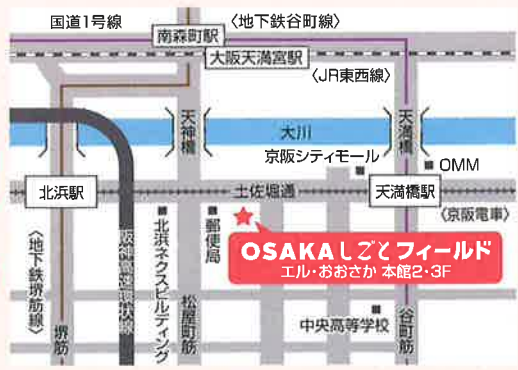 国道1号線
〈地下鉄谷町線〉
南森町駅
大阪天満宮駅
〈JR東西線〉
天神橋
天満橋
大川
京阪シティモール
OMM
北浜駅
土佐堀通
天満橋駅
〈京阪電車〉
〈地下鉄堺筋線〉
堺筋
阪神高速環状線
北浜ネクスビルディング
郵便局
松屋町筋
OSAKAしごとフィールド
エル・おおさか 本館2・3F
中央高等学校
谷町筋